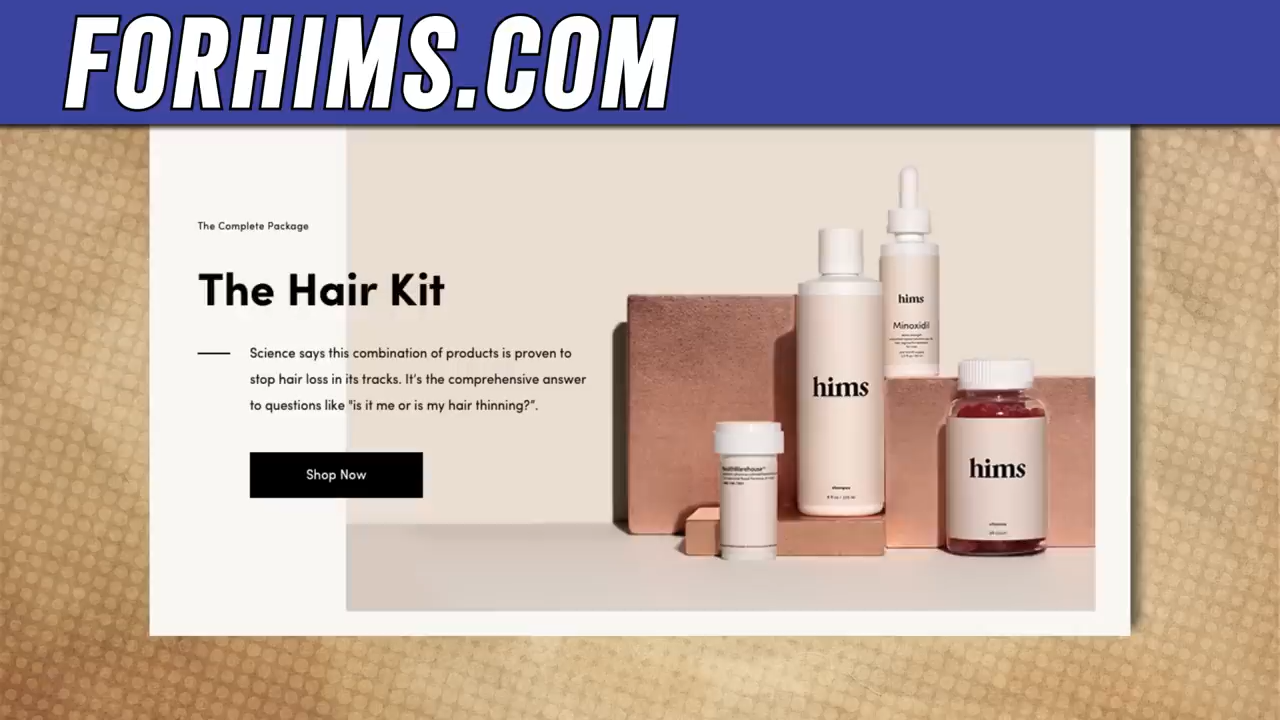 FORHIMS.COM
The Complete Package
The Hair Kit
Science says this combination of products is proven to
stop hair loss in its tracks. It's the comprehensive answer
to questions like "is it me or is my hair thinning?".
Shop Now
hims
Minoxidil
hims
shampoo
hims